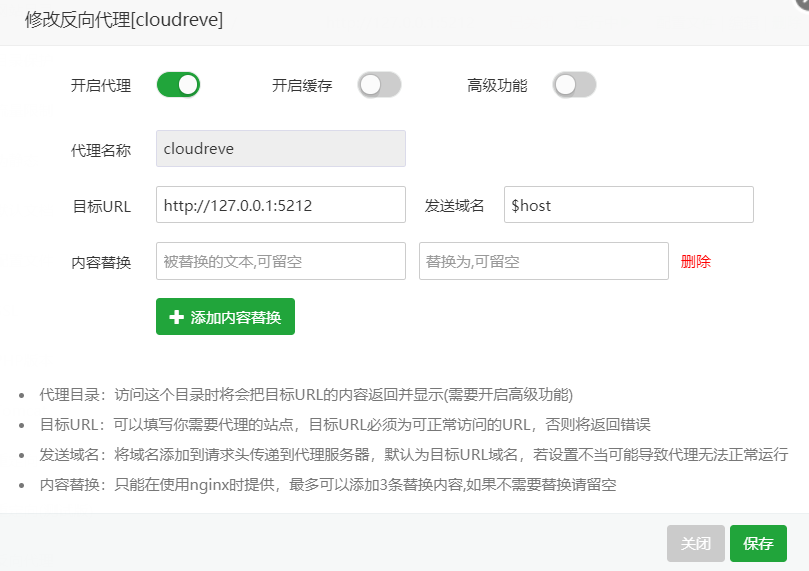 修改反向代理[cloudreve]
开启代理 开启缓存 高级功能
代理名称 cloudreve
目标URL http://127.0.0.1:5212 发送域名 $host
内容替换 被替换的文本,可留空 替换为,可留空 删除
添加内容替换
代理目录：访问这个目录时将会把目标URL的内容返回并显示(需要开启高级功能)
目标URL：可以填写你需要代理的站点，目标URL必须为可正常访问的URL，否则将返回错误
发送域名：将域名添加到请求头传递到代理服务器，默认为目标URL域名，若设置不当可能导致代理无法正常运行
内容替换：只能在使用nginx时提供，最多可以添加3条替换内容,如果不需要替换请留空
关闭 保存